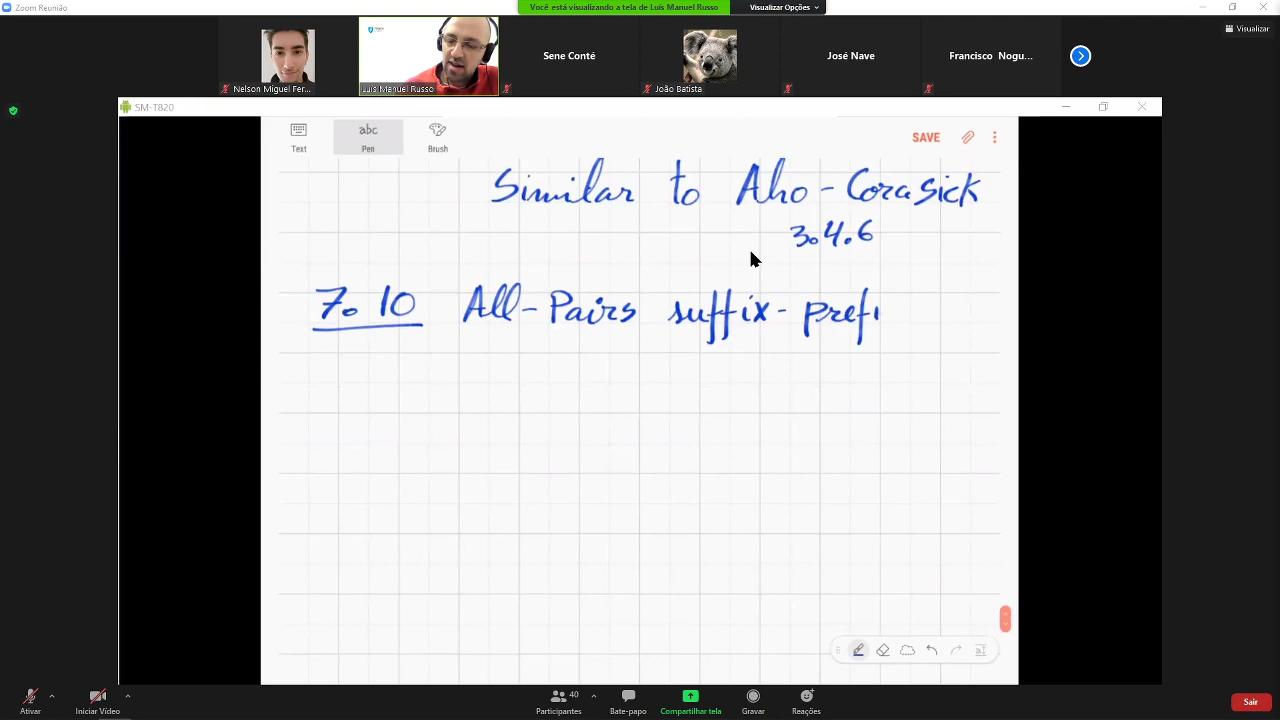 Zoom Reunião
Você está visualizando a tela de Luís Manuel Russo
Visualizar Opções
Visualizar
Nelson Miguel Fer...
Luís Manuel Russo
Sene Conté
João Batista
José Nave
Francisco Nogu...
SM-T820
Text
abc
Pen
Brush
SAVE
Similar to Aho-Corasick
3.4.6
7.10 All-Pairs suffix-prefi
Ativar
Iniciar Vídeo
40
Participantes
Bate-papo
Compartilhar tela
Gravar
Reações
Sair